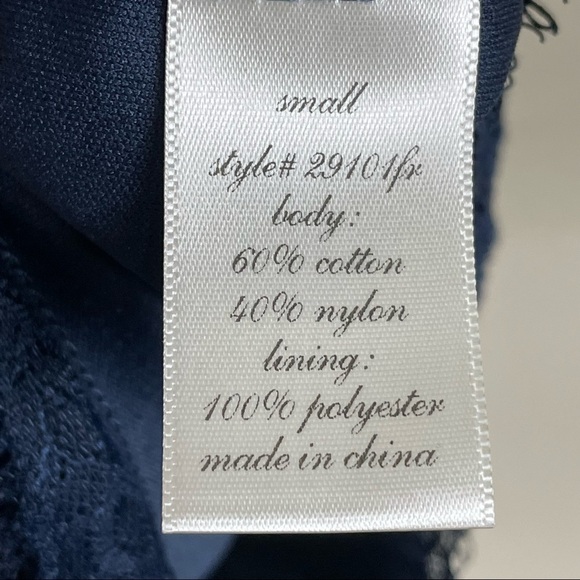 small
style# 29101fr
body:
60% cotton
40% nylon
lining:
100% polyester
made in china